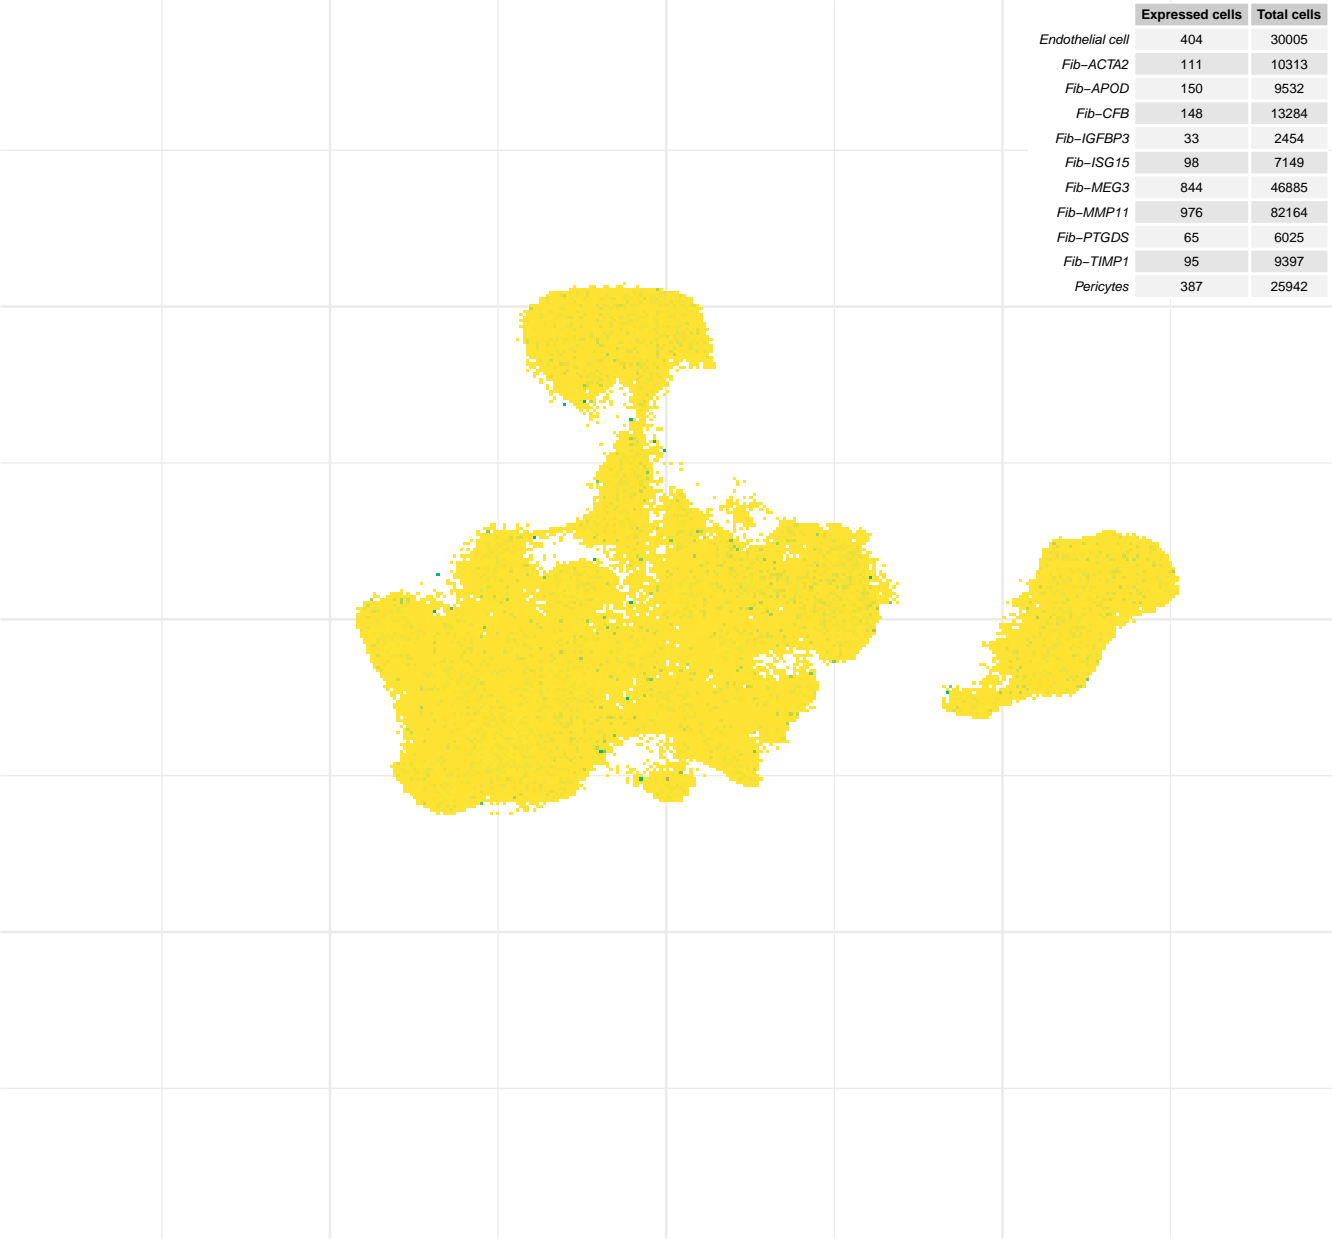 Expressed cells Total cells
Endothelial cell 404 30005
Fib−ACTA2 111 10313
Fib−APOD 150 9532
Fib−CFB 148 13284
Fib−IGFBP3 33 2454
Fib−ISG15 98 7149
Fib−MEG3 844 46885
Fib−MMP11 976 82164
Fib−PTGDS 65 6025
Fib−TIMP1 95 9397
Pericytes 387 25942